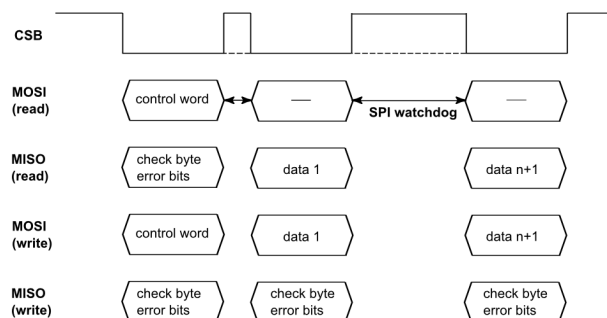 CSB
MOSI
(read)
control word
—
SPI watchdog
—
MISO
(read)
check byte
error bits
data 1
data n+1
MOSI
(write)
control word
data 1
data n+1
MISO
(write)
check byte
error bits
check byte
error bits
check byte
error bits